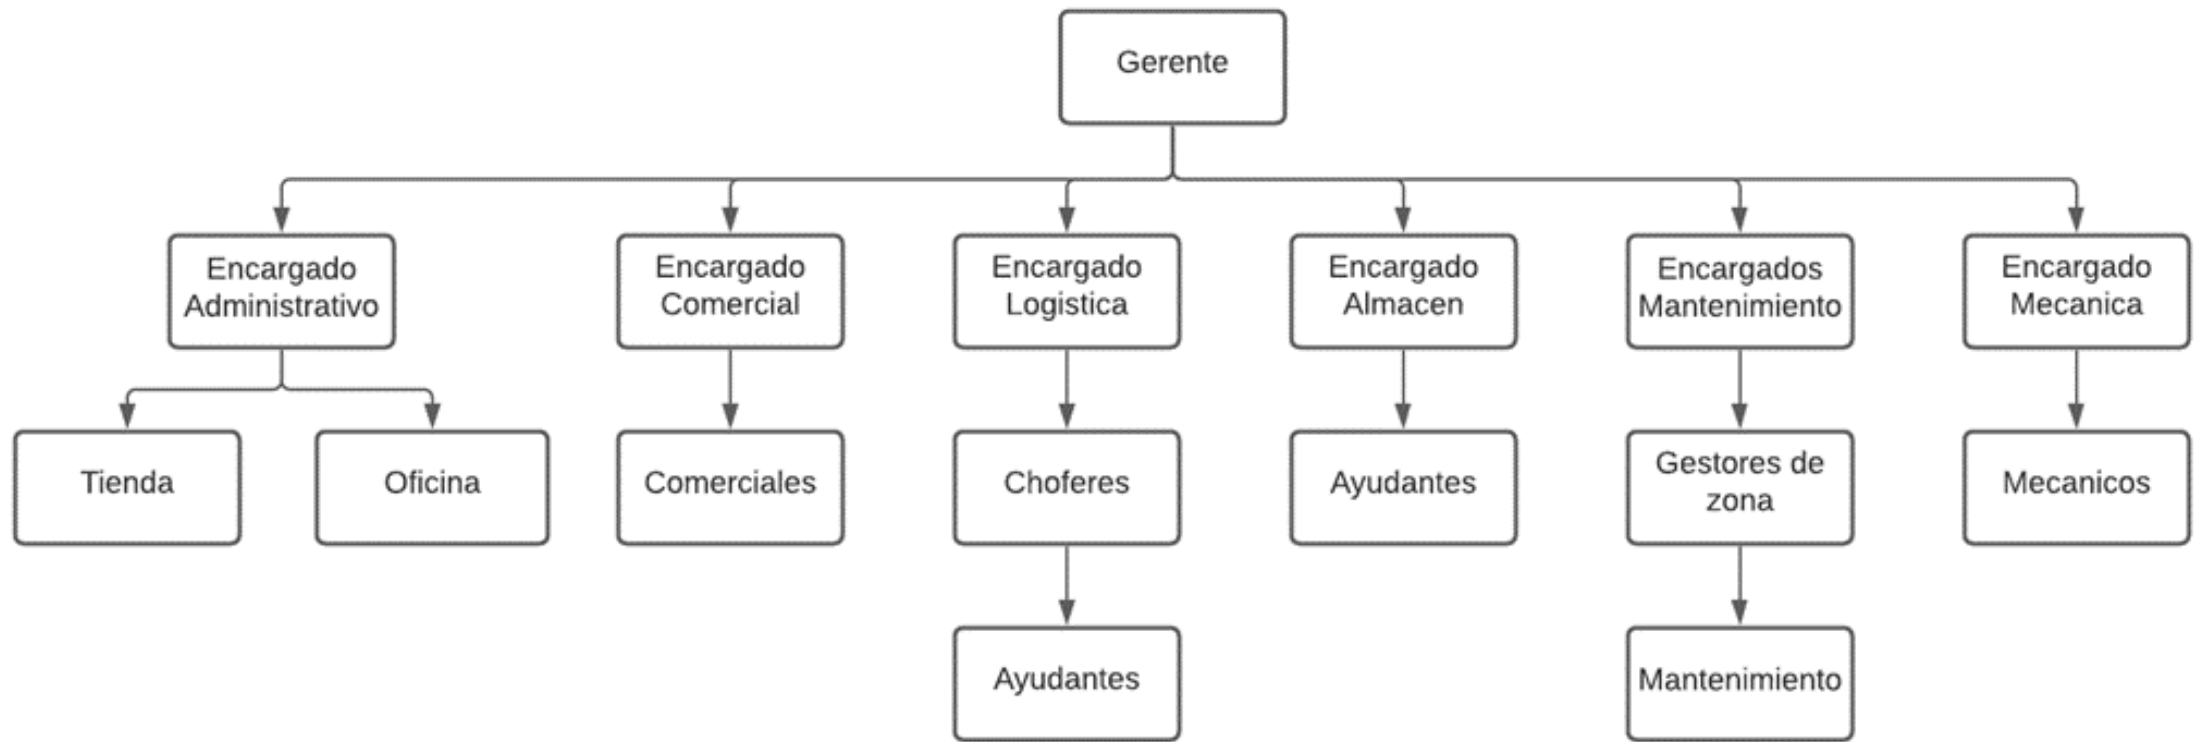 Gerente
Encargado
Administrativo
Encargado
Comercial
Encargado
Logistica
Encargado
Almacen
Encargados
Mantenimiento
Encargado
Mecanica
Tienda
Oficina
Comerciales
Choferes
Ayudantes
Gestores de
zona
Mecanicos
Ayudantes
Mantenimiento